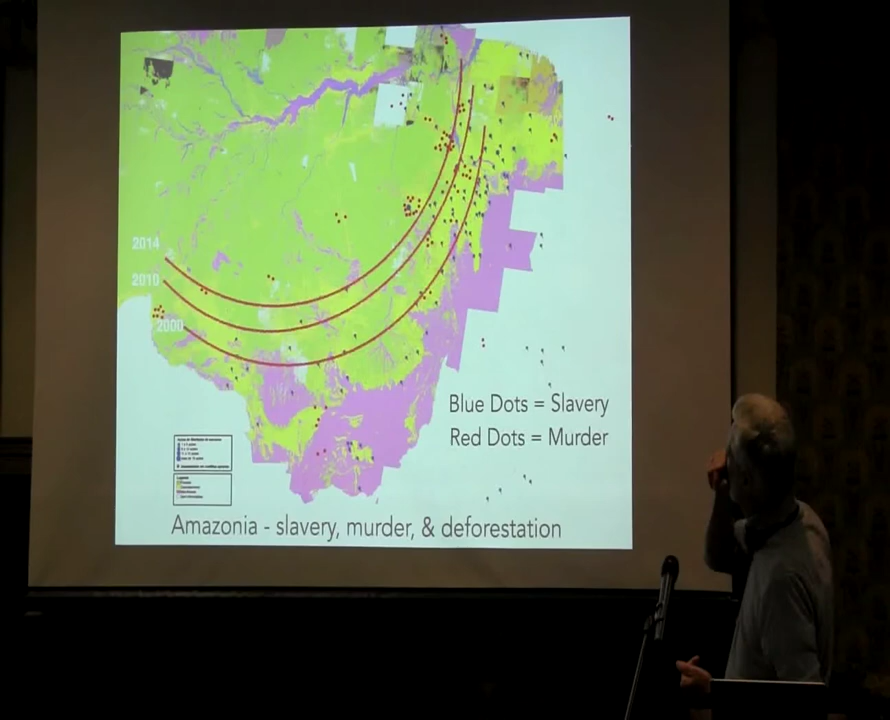 2014
2010
2000
Blue Dots = Slavery
Red Dots = Murder
Amazonia - slavery, murder, & deforestation